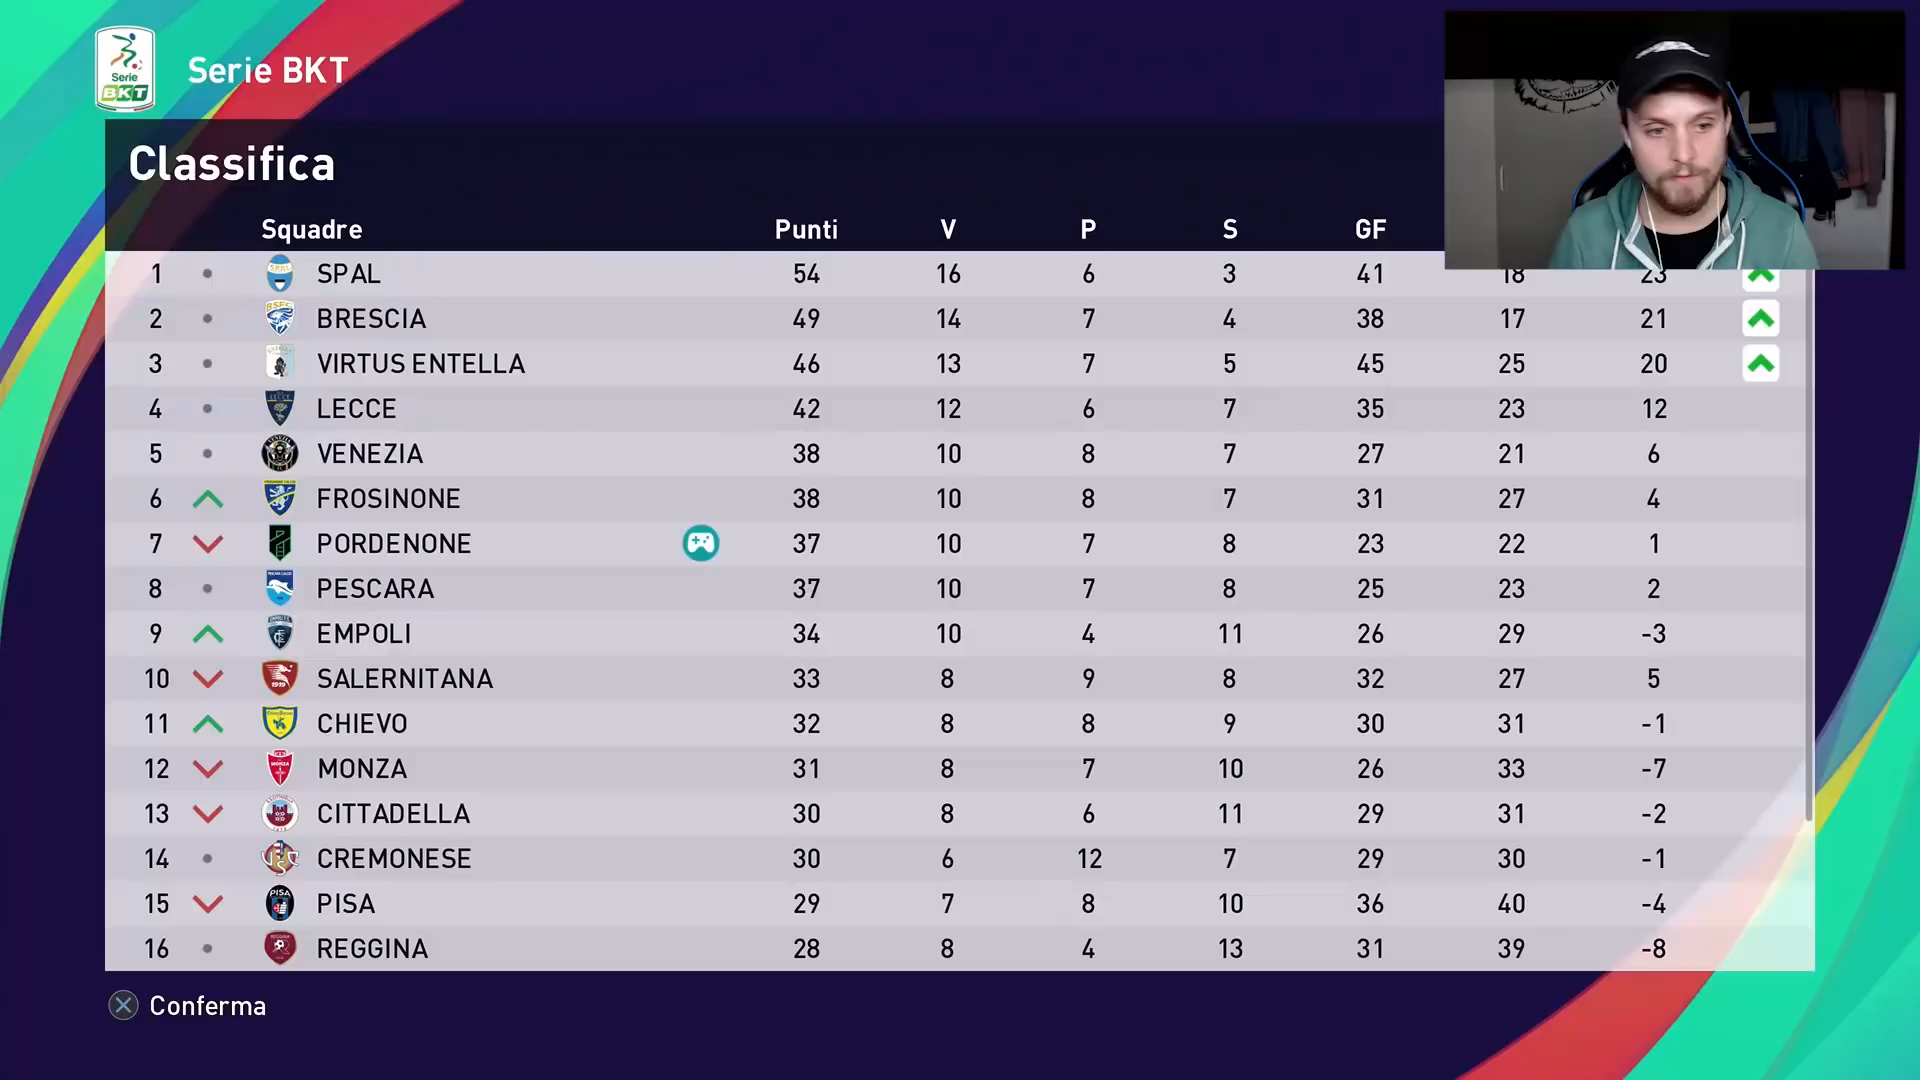 Serie BKT
Serie BKT
Classifica
Squadre Punti V P S GF
1 SPAL 54 16 6 3 41 18 23
2 BRESCIA 49 14 7 4 38 17 21
3 VIRTUS ENTELLA 46 13 7 5 45 25 20
4 LECCE 42 12 6 7 35 23 12
5 VENEZIA 38 10 8 7 27 21 6
6 FROSINONE 38 10 8 7 31 27 4
7 PORDENONE 37 10 7 8 23 22 1
8 PESCARA 37 10 7 8 25 23 2
9 EMPOLI 34 10 4 11 26 29 -3
10 SALERNITANA 33 8 9 8 32 27 5
11 CHIEVO 32 8 8 9 30 31 -1
12 MONZA 31 8 7 10 26 33 -7
13 CITTADELLA 30 8 6 11 29 31 -2
14 CREMONESE 30 6 12 7 29 30 -1
15 PISA 29 7 8 10 36 40 -4
16 REGGINA 28 8 4 13 31 39 -8
Conferma